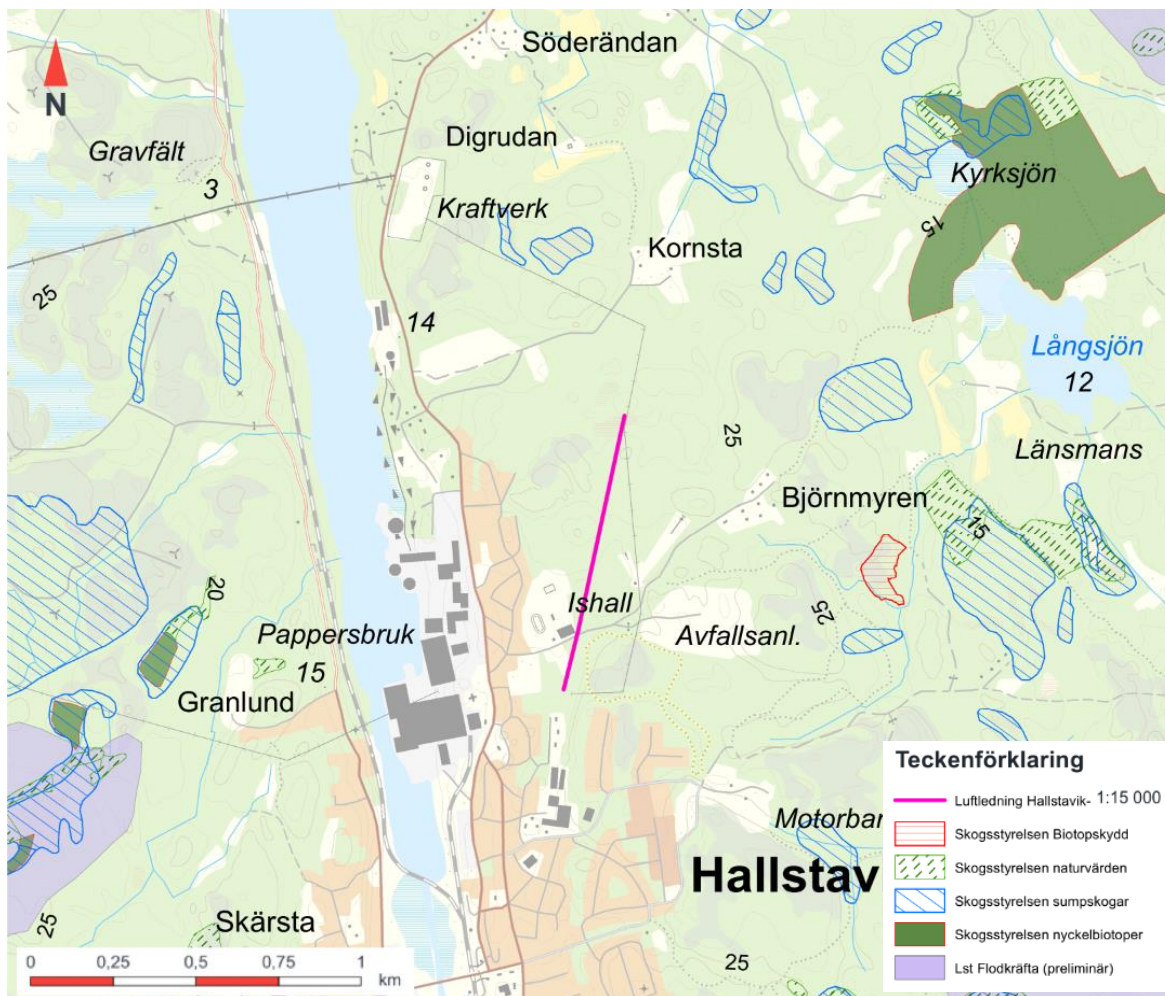 Söderändan
N
Digrudan
Gravfält
3
Kyrksjön
Kraftverk
15
Kornsta
25
14
Långsjön
12
25
Länsmans
Björnmyren
15
20
Ishall
25
Pappersbruk
Avfallsanl.
15
Granlund
Teckenförklaring
Luftledning Hallstavik- 1:15 000
Motorbar
Skogsstyrelsen Biotopskydd
Skogsstyrelsen naturvärden
Hallstav
Skogsstyrelsen sumpskogar
Skärsta
25
Skogsstyrelsen nyckelbiotoper
25
Lst Flodkräfta (preliminär)
0 0,25 0,5 0,75 1
km